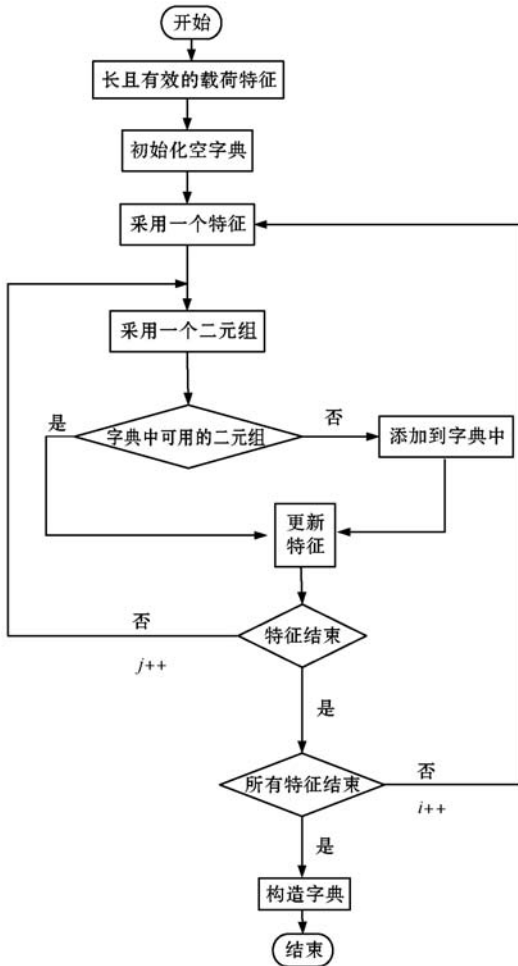 开始
长且有效的载荷特征
初始化空字典
采用一个特征
采用一个二元组
是
字典中可用的二元组
否
添加到字典中
更新
特征
否
特征结束
j++
是
所有特征结束
否
i++
是
构造字典
结束